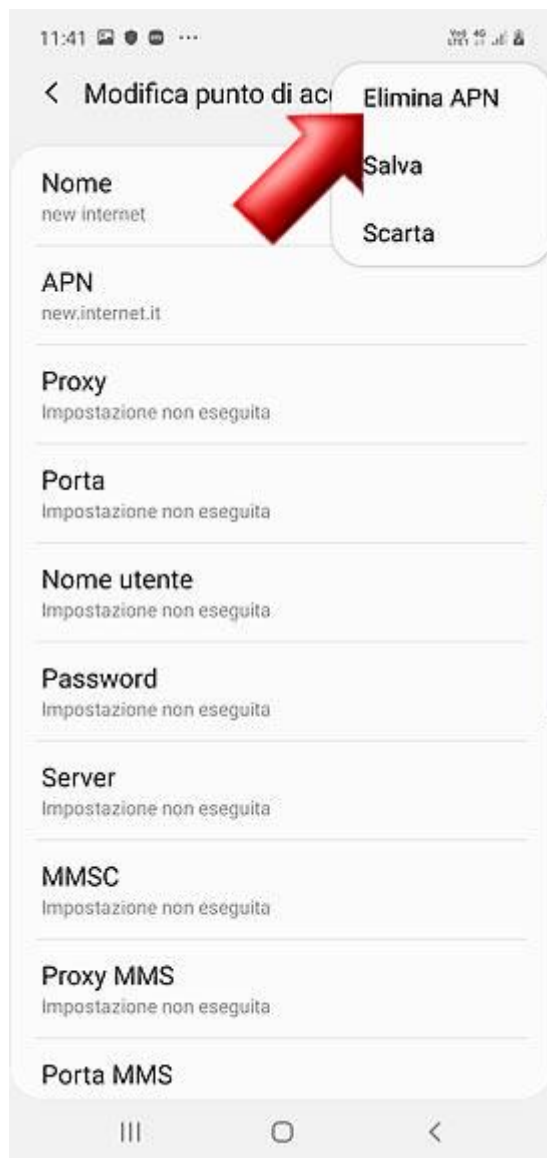 11:41
Modifica punto di ac
Elimina APN
Salva
Scarta
Nome
new internet
APN
new.internet.it
Proxy
Impostazione non eseguita
Porta
Impostazione non eseguita
Nome utente
Impostazione non eseguita
Password
Impostazione non eseguita
Server
Impostazione non eseguita
MMSC
Impostazione non eseguita
Proxy MMS
Impostazione non eseguita
Porta MMS